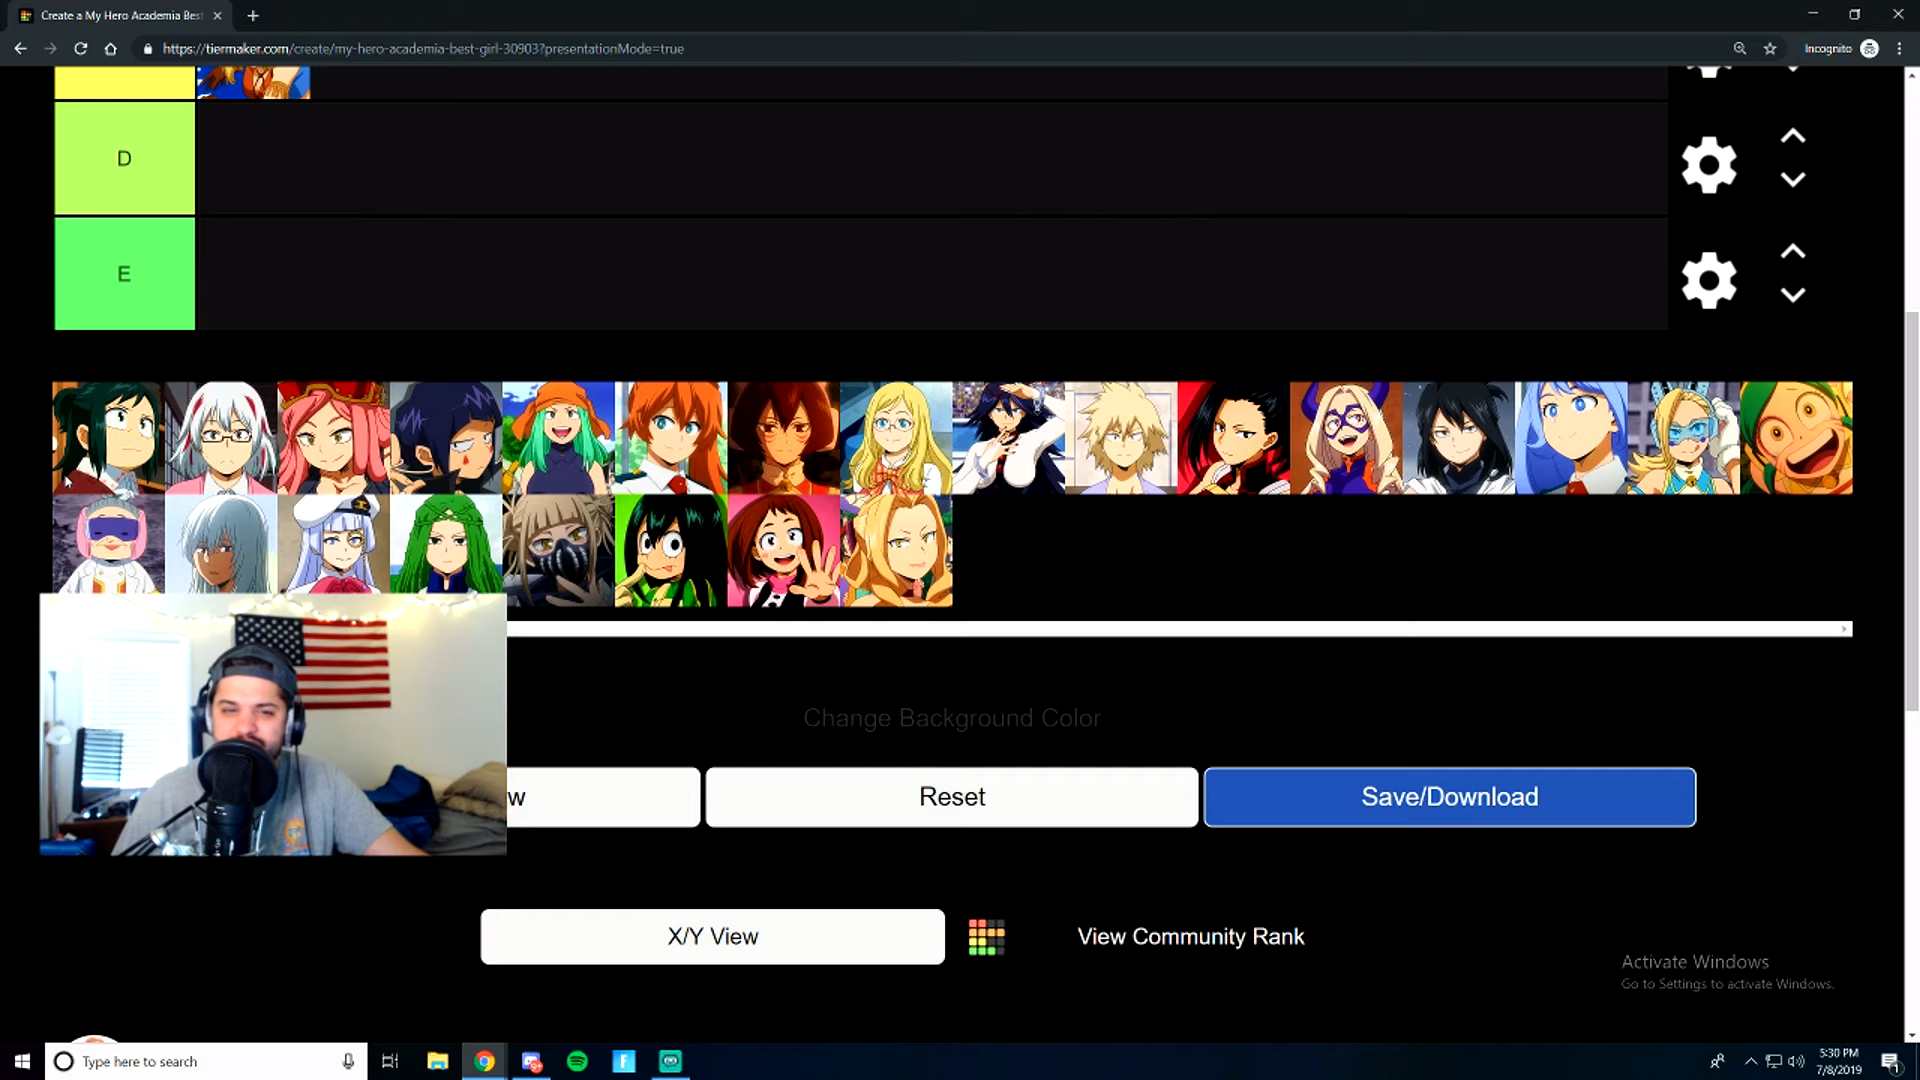 Create a My Hero Academia Bes
https://tiermaker.com/create/my-hero-academia-best-girl-30903?presentationMode=true
Incognito
D
E
Change Background Color
w
Reset
Save/Download
X/Y View
View Community Rank
Activate Windows
Go to Settings to activate Windows.
Type here to search
5:30 PM
7/8/2019